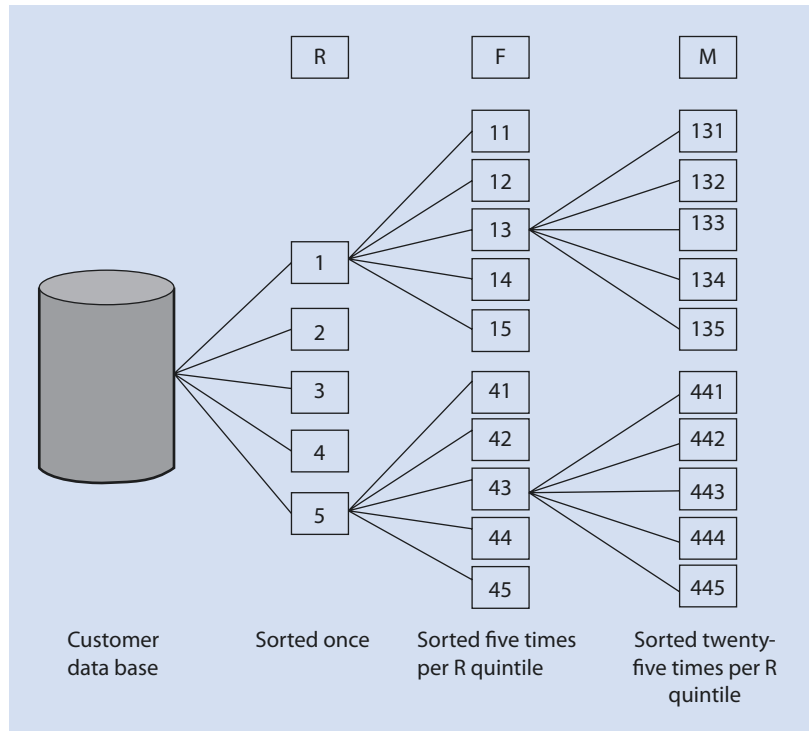 R
F
M
11
12
13
14
15
131
132
133
134
135
1
2
3
4
5
41
42
43
44
45
441
442
443
444
445
Customer
data base
Sorted once
Sorted five times
per R quintile
Sorted twenty-
five times per R
quintile